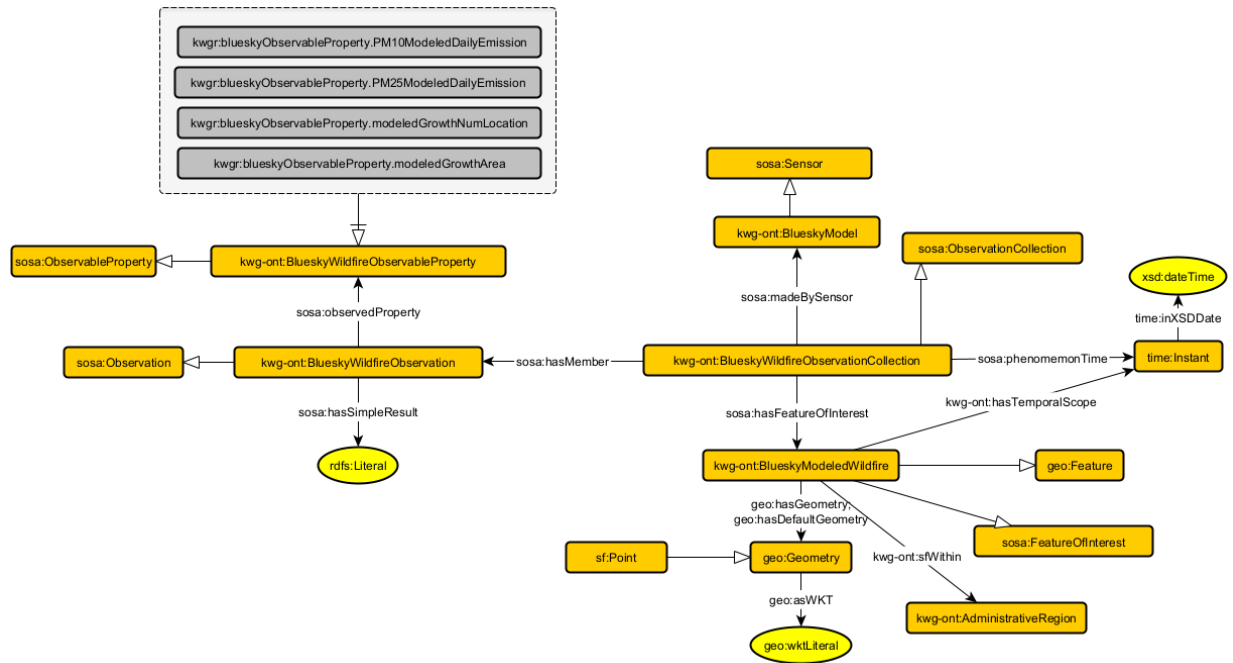 kwgr:blueskyObservableProperty.PM10ModeledDailyEmission
kwgr:blueskyObservableProperty.PM25ModeledDailyEmission
kwgr:blueskyObservableProperty.modeledGrowthNumLocation
kwgr:blueskyObservableProperty.modeledGrowthArea
sosa:Sensor
kwg-ont:BlueskyModel
sosa:ObservationCollection
sosa:ObservableProperty
kwg-ont:BlueskyWildfireObservableProperty
xsd:dateTime
sosa:madeBySensor
sosa:observedProperty
time:inXSDDate
sosa:Observation
kwg-ont:BlueskyWildfireObservation
sosa:hasMember
kwg-ont:BlueskyWildfireObservationCollection
sosa:phenomemonTime
time:Instant
sosa:hasSimpleResult
sosa:hasFeatureOfInterest
kwg-ont:hasTemporalScope
rdfs:Literal
kwg-ont:BlueskyModeledWildfire
geo:Feature
geo:hasGeometry;
geo:hasDefaultGeometry
sosa:FeatureOfInterest
sf:Point
geo:Geometry
kwg-ont:sfWithin
geo:asWKT
kwg-ont:AdministrativeRegion
geo:wktLiteral